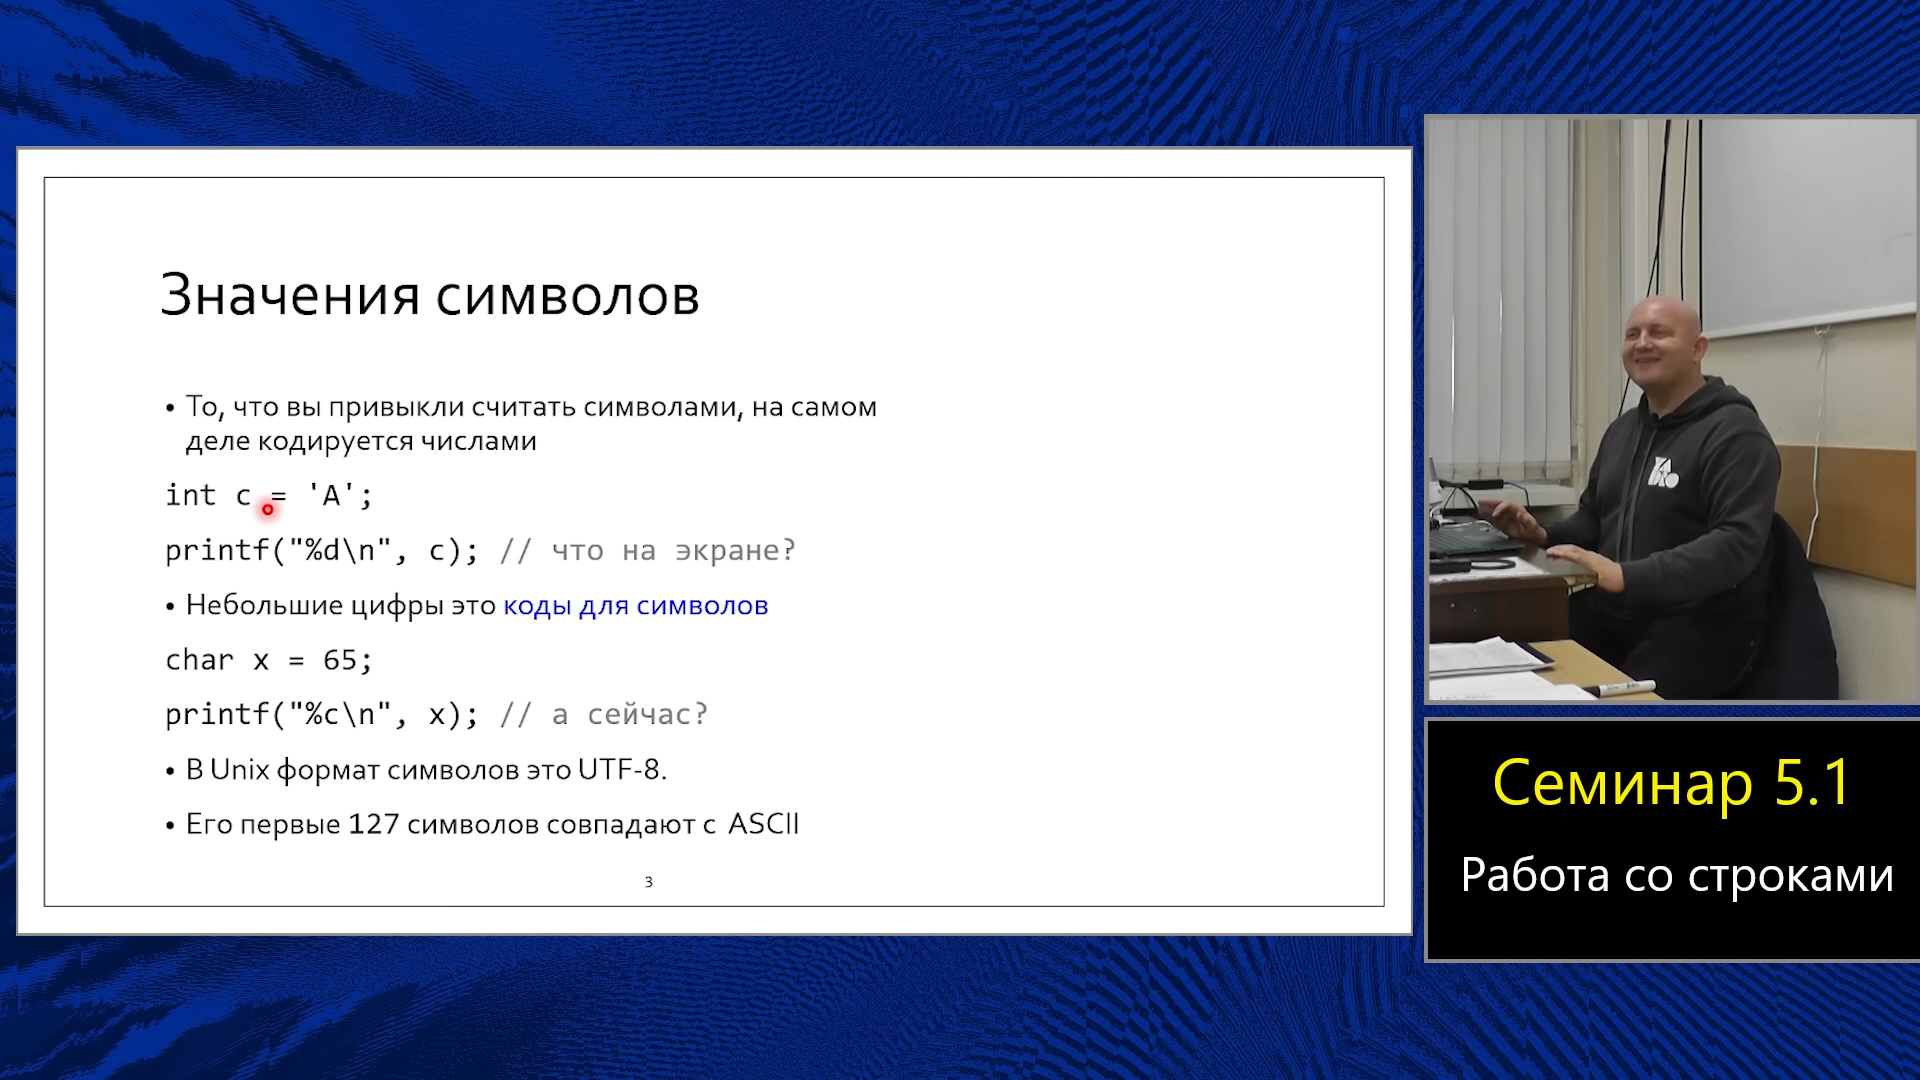 Значения символов
• То, что вы привыкли считать символами, на самом
деле кодируется числами
int c = 'A';
printf("%d\n", c); // что на экране?
• Небольшие цифры это коды для символов
char x = 65;
printf("%c\n", x); // а сейчас?
• В Unix формат символов это UTF-8.
• Его первые 127 символов совпадают с ASCII
3
Семинар 5.1
Работа со строками